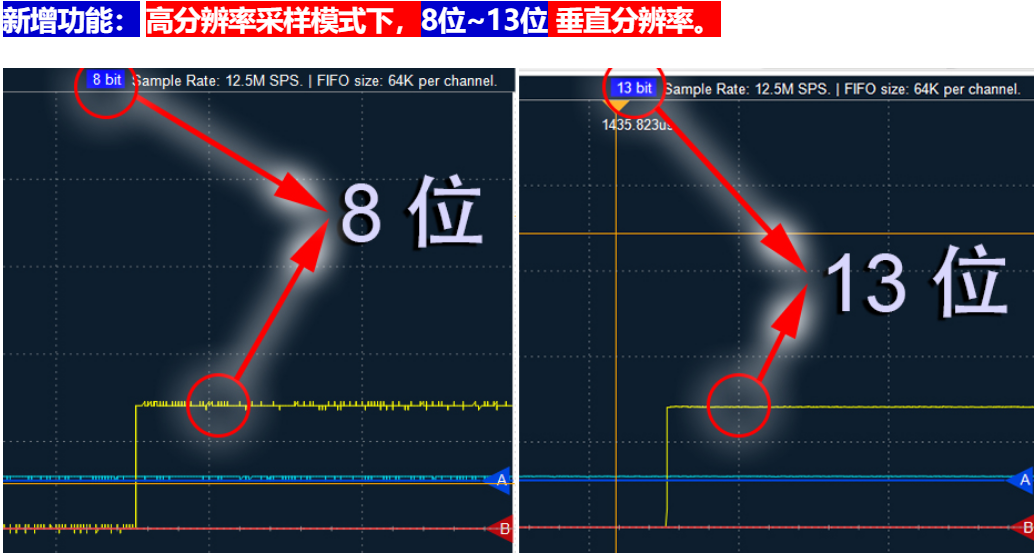 新增功能： 高分辨率采样模式下，8位~13位 垂直分辨率。
8 bit Sample Rate: 12.5M SPS. | FIFO size: 64K per channel.
8 位
A
B
13 bit Sample Rate: 12.5M SPS. | FIFO size: 64K per channel.
1435.823us
13 位
A
B